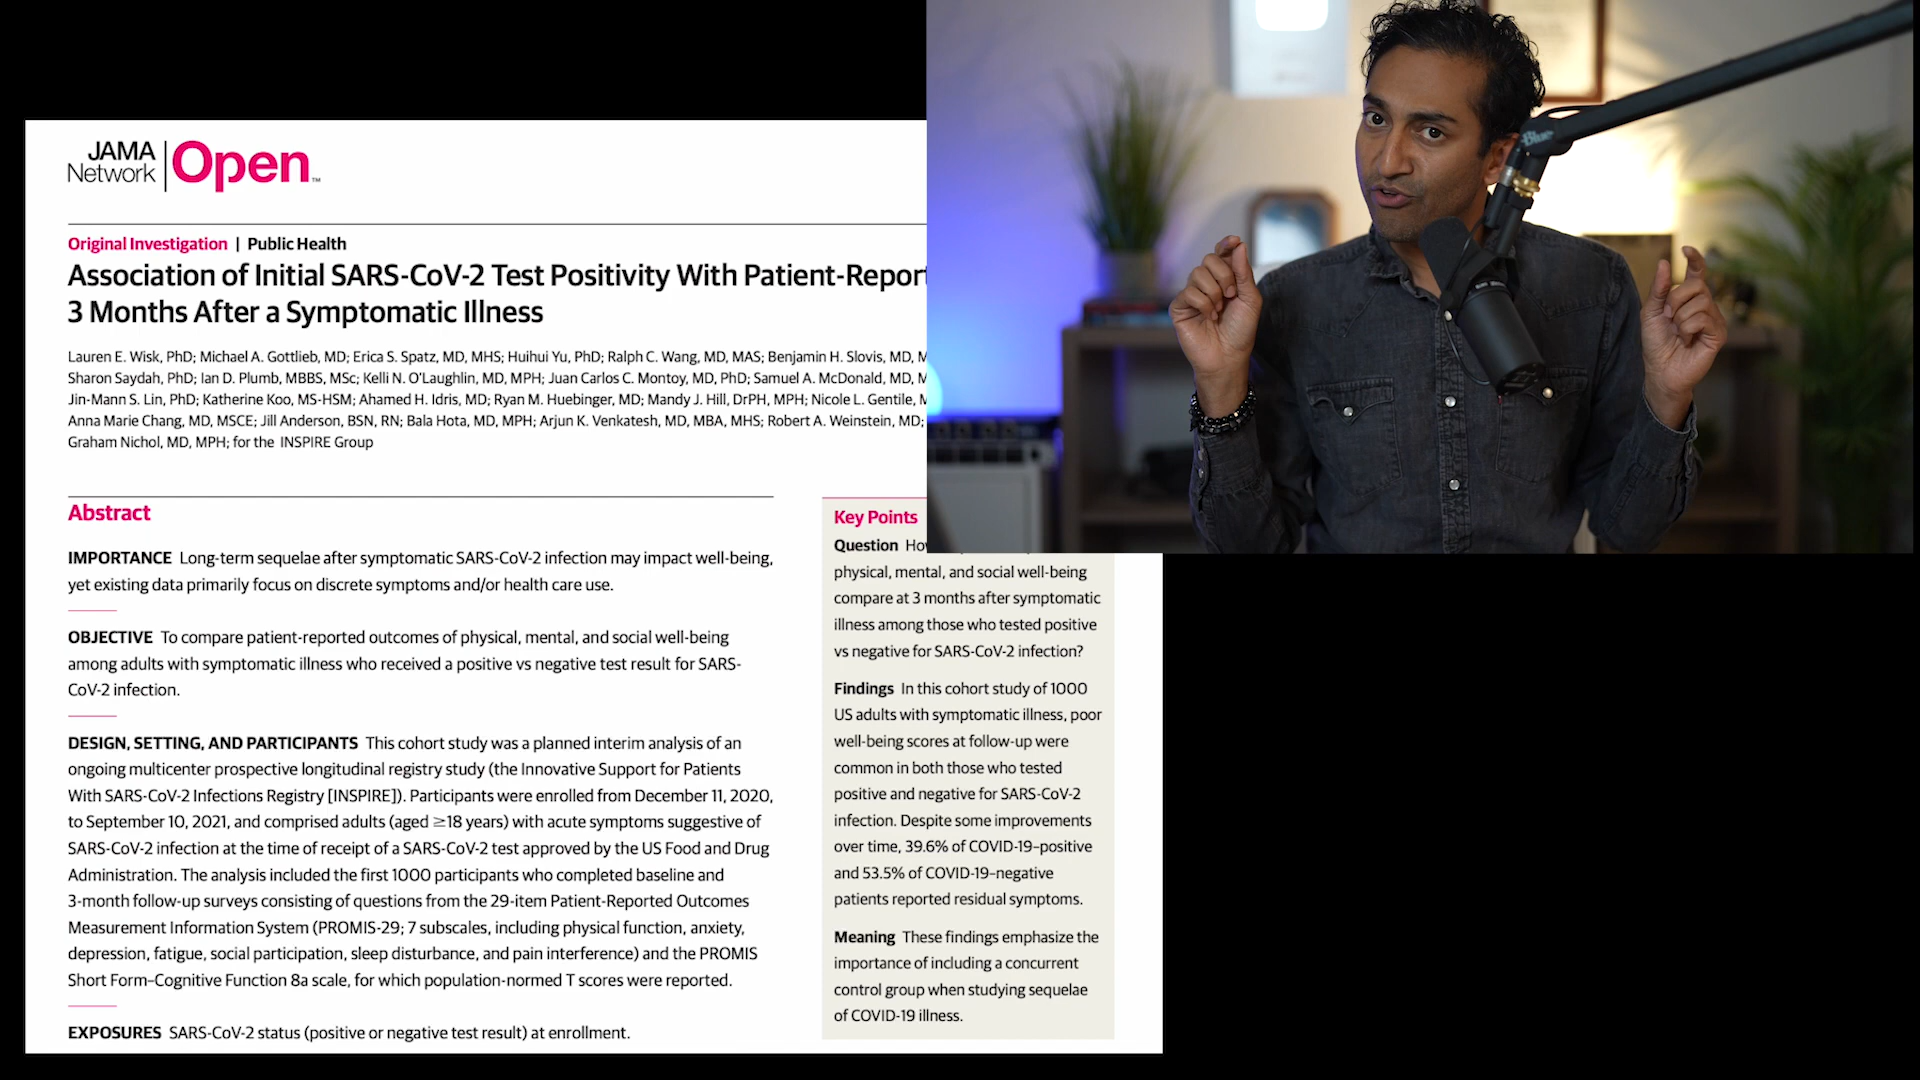 JAMA
Network
Open™
Original Investigation | Public Health
Association of Initial SARS-CoV-2 Test Positivity With Patient-Repor
3 Months After a Symptomatic Illness
Lauren E. Wisk, PhD; Michael A. Gottlieb, MD; Erica S. Spatz, MD, MHS; Huihui Yu, PhD; Ralph C. Wang, MD, MAS; Benjamin H. Slovis, MD,
Sharon Saydah, PhD; Ian D. Plumb, MBBS, MSc; Kelli N. O'Laughlin, MD, MPH; Juan Carlos C. Montoy, MD, PhD; Samuel A. McDonald, MD,
Jin-Mann S. Lin, PhD; Katherine Koo, MS-HSM; Ahamed H. Idris, MD; Ryan M. Huebinger, MD; Mandy J. Hill, DrPH, MPH; Nicole L. Gentile,
Anna Marie Chang, MD, MSCE; Jill Anderson, BSN, RN; Bala Hota, MD, MPH; Arjun K. Venkatesh, MD, MBA, MHS; Robert A. Weinstein, MD;
Graham Nichol, MD, MPH; for the INSPIRE Group
Abstract
IMPORTANCE Long-term sequelae after symptomatic SARS-CoV-2 infection may impact well-being,
yet existing data primarily focus on discrete symptoms and/or health care use.
OBJECTIVE To compare patient-reported outcomes of physical, mental, and social well-being
among adults with symptomatic illness who received a positive vs negative test result for SARS-
CoV-2 infection.
DESIGN, SETTING, AND PARTICIPANTS This cohort study was a planned interim analysis of an
ongoing multicenter prospective longitudinal registry study (the Innovative Support for Patients
With SARS-CoV-2 Infections Registry [INSPIRE]). Participants were enrolled from December 11, 2020,
to September 10, 2021, and comprised adults (aged ≥18 years) with acute symptoms suggestive of
SARS-CoV-2 infection at the time of receipt of a SARS-CoV-2 test approved by the US Food and Drug
Administration. The analysis included the first 1000 participants who completed baseline and
3-month follow-up surveys consisting of questions from the 29-item Patient-Reported Outcomes
Measurement Information System (PROMIS-29; 7 subscales, including physical function, anxiety,
depression, fatigue, social participation, sleep disturbance, and pain interference) and the PROMIS
Short Form–Cognitive Function 8a scale, for which population-normed T scores were reported.
EXPOSURES SARS-CoV-2 status (positive or negative test result) at enrollment.
Key Points
Question
physical, mental, and social well-being
compare at 3 months after symptomatic
illness among those who tested positive
vs negative for SARS-CoV-2 infection?
Findings In this cohort study of 1000
US adults with symptomatic illness, poor
well-being scores at follow-up were
common in both those who tested
positive and negative for SARS-CoV-2
infection. Despite some improvements
over time, 39.6% of COVID-19–positive
and 53.5% of COVID-19–negative
patients reported residual symptoms.
Meaning These findings emphasize the
importance of including a concurrent
control group when studying sequelae
of COVID-19 illness.
Blue